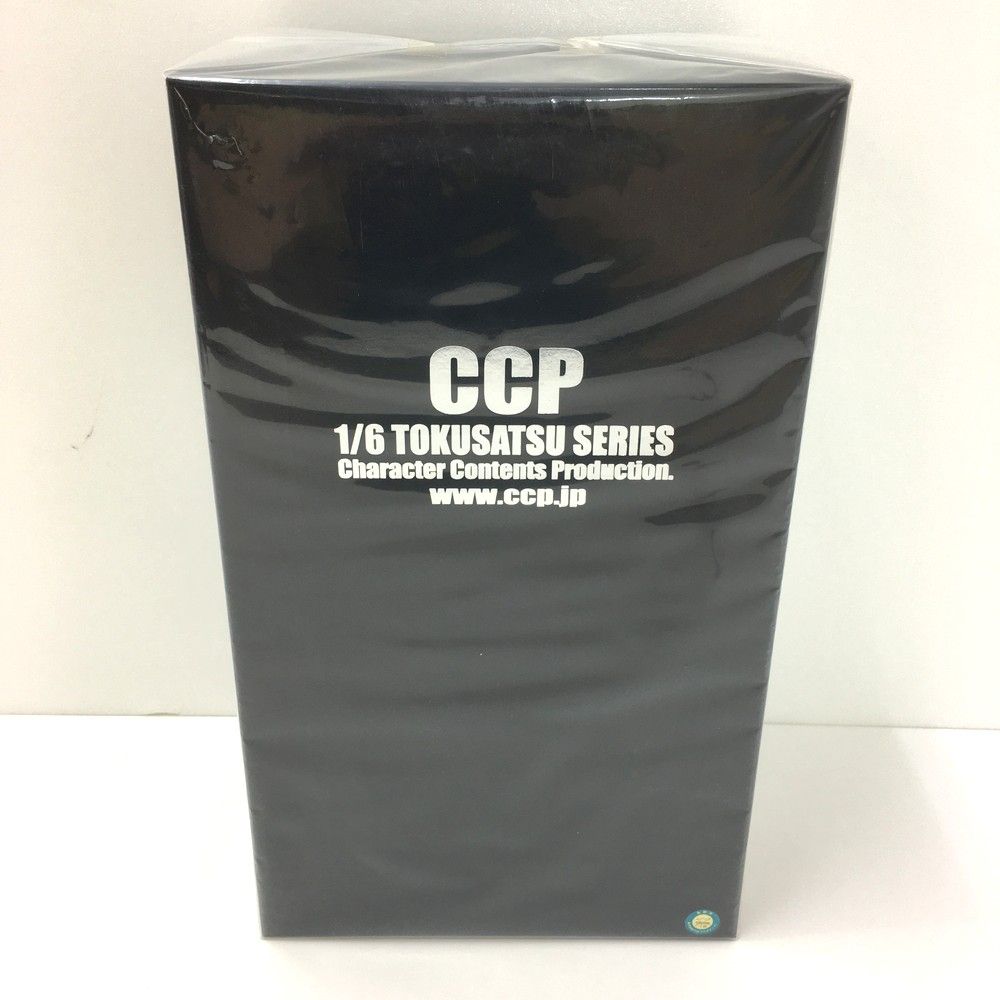 CCP
1/6 TOKUSATSU SERIES
Character Contents Production.
www.ccp.jp